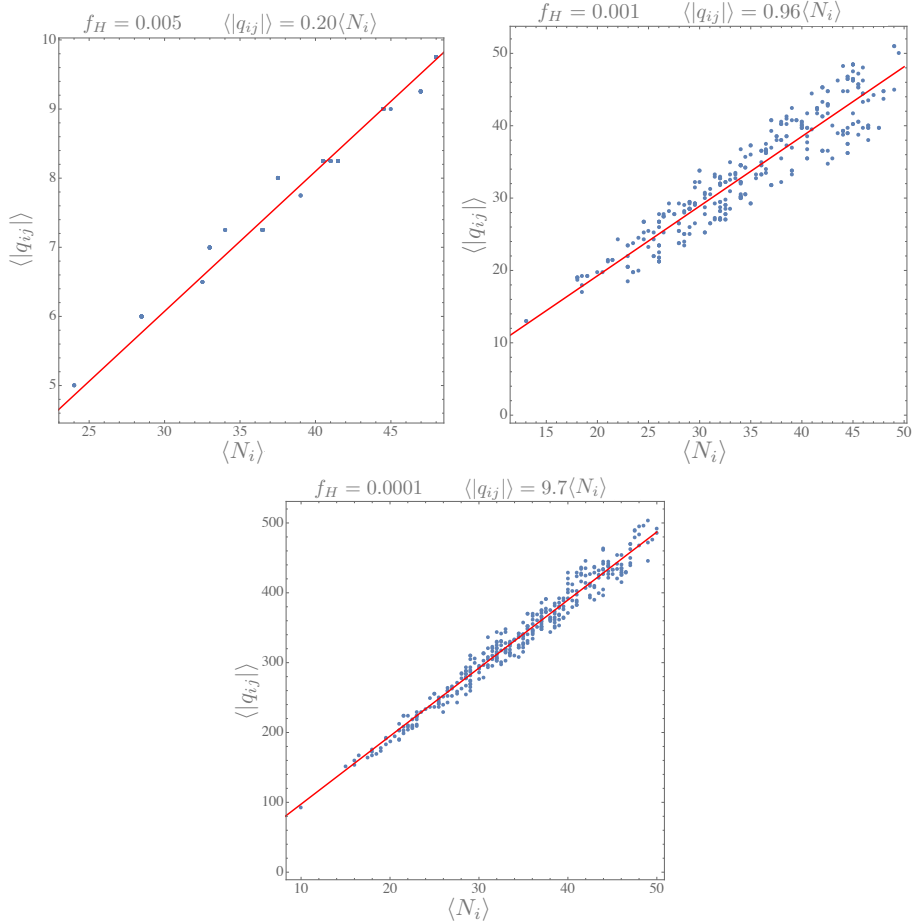 f_H = 0.005 ⟨|q_ij|⟩ = 0.20⟨N_i⟩
10
9
8
7
6
5
⟨|q_ij|⟩
25 30 35 40 45
⟨N_i⟩
f_H = 0.001 ⟨|q_ij|⟩ = 0.96⟨N_i⟩
50
40
30
20
10
0
⟨|q_ij|⟩
15 20 25 30 35 40 45 50
⟨N_i⟩
f_H = 0.0001 ⟨|q_ij|⟩ = 9.7⟨N_i⟩
500
400
300
200
100
0
⟨|q_ij|⟩
10 20 30 40 50
⟨N_i⟩